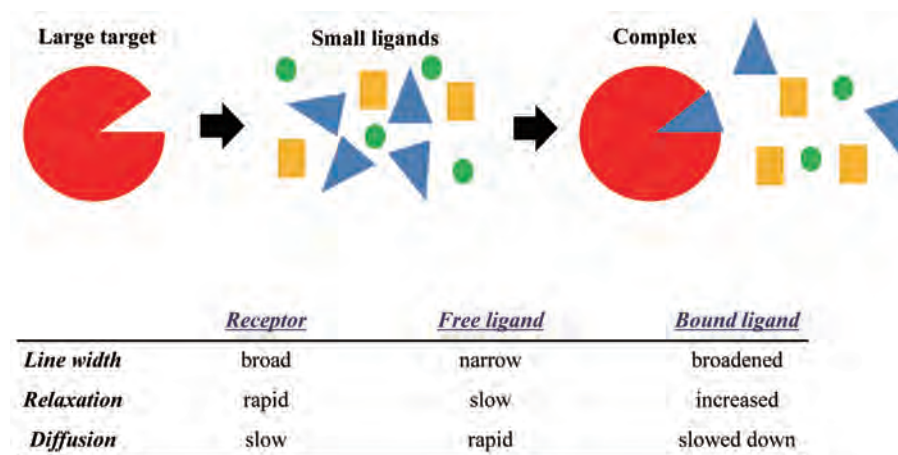 Large target Small ligands Complex
Receptor Free ligand Bound ligand
Line width broad narrow broadened
Relaxation rapid slow increased
Diffusion slow rapid slowed down